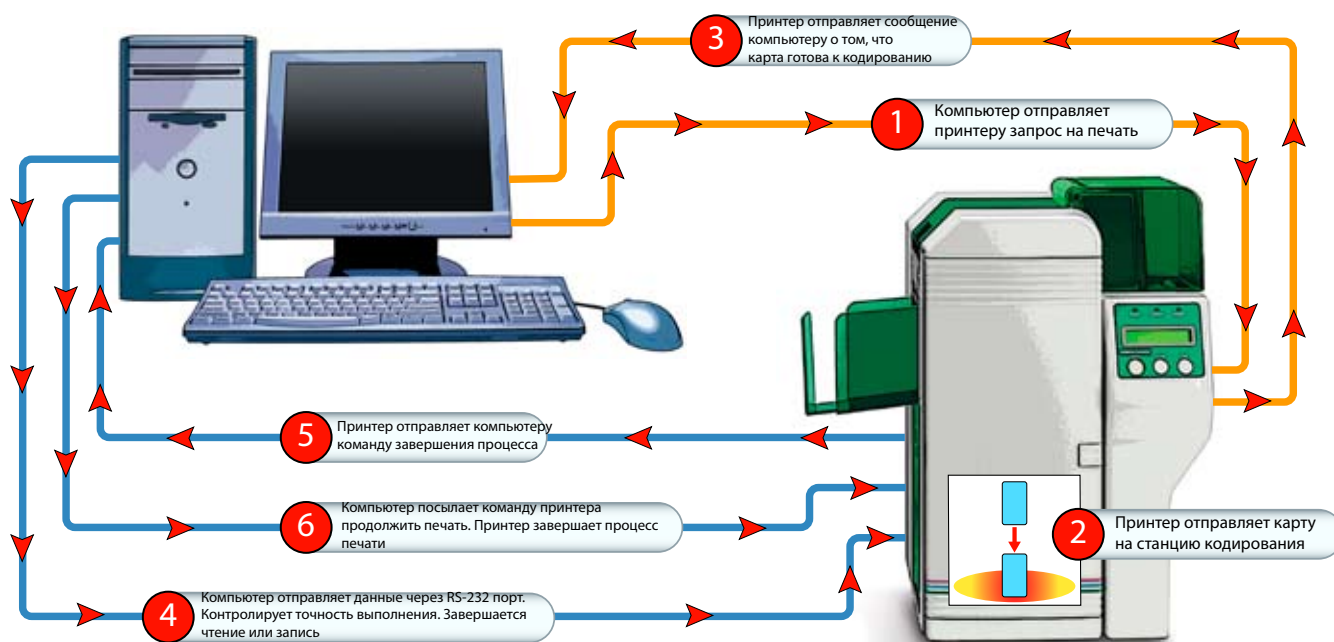 3
Принтер отправляет сообщение
компьютеру о том, что
карта готова к кодированию
1
Компьютер отправляет
принтеру запрос на печать
5
Принтер отправляет компьютеру
команду завершения процесса
6
Компьютер посылает команду принтера
продолжить печать. Принтер завершает процесс
печати
2
Принтер отправляет карту
на станцию кодирования
4
Компьютер отправляет данные через RS-232 порт.
Контролирует точность выполнения. Завершается
чтение или запись